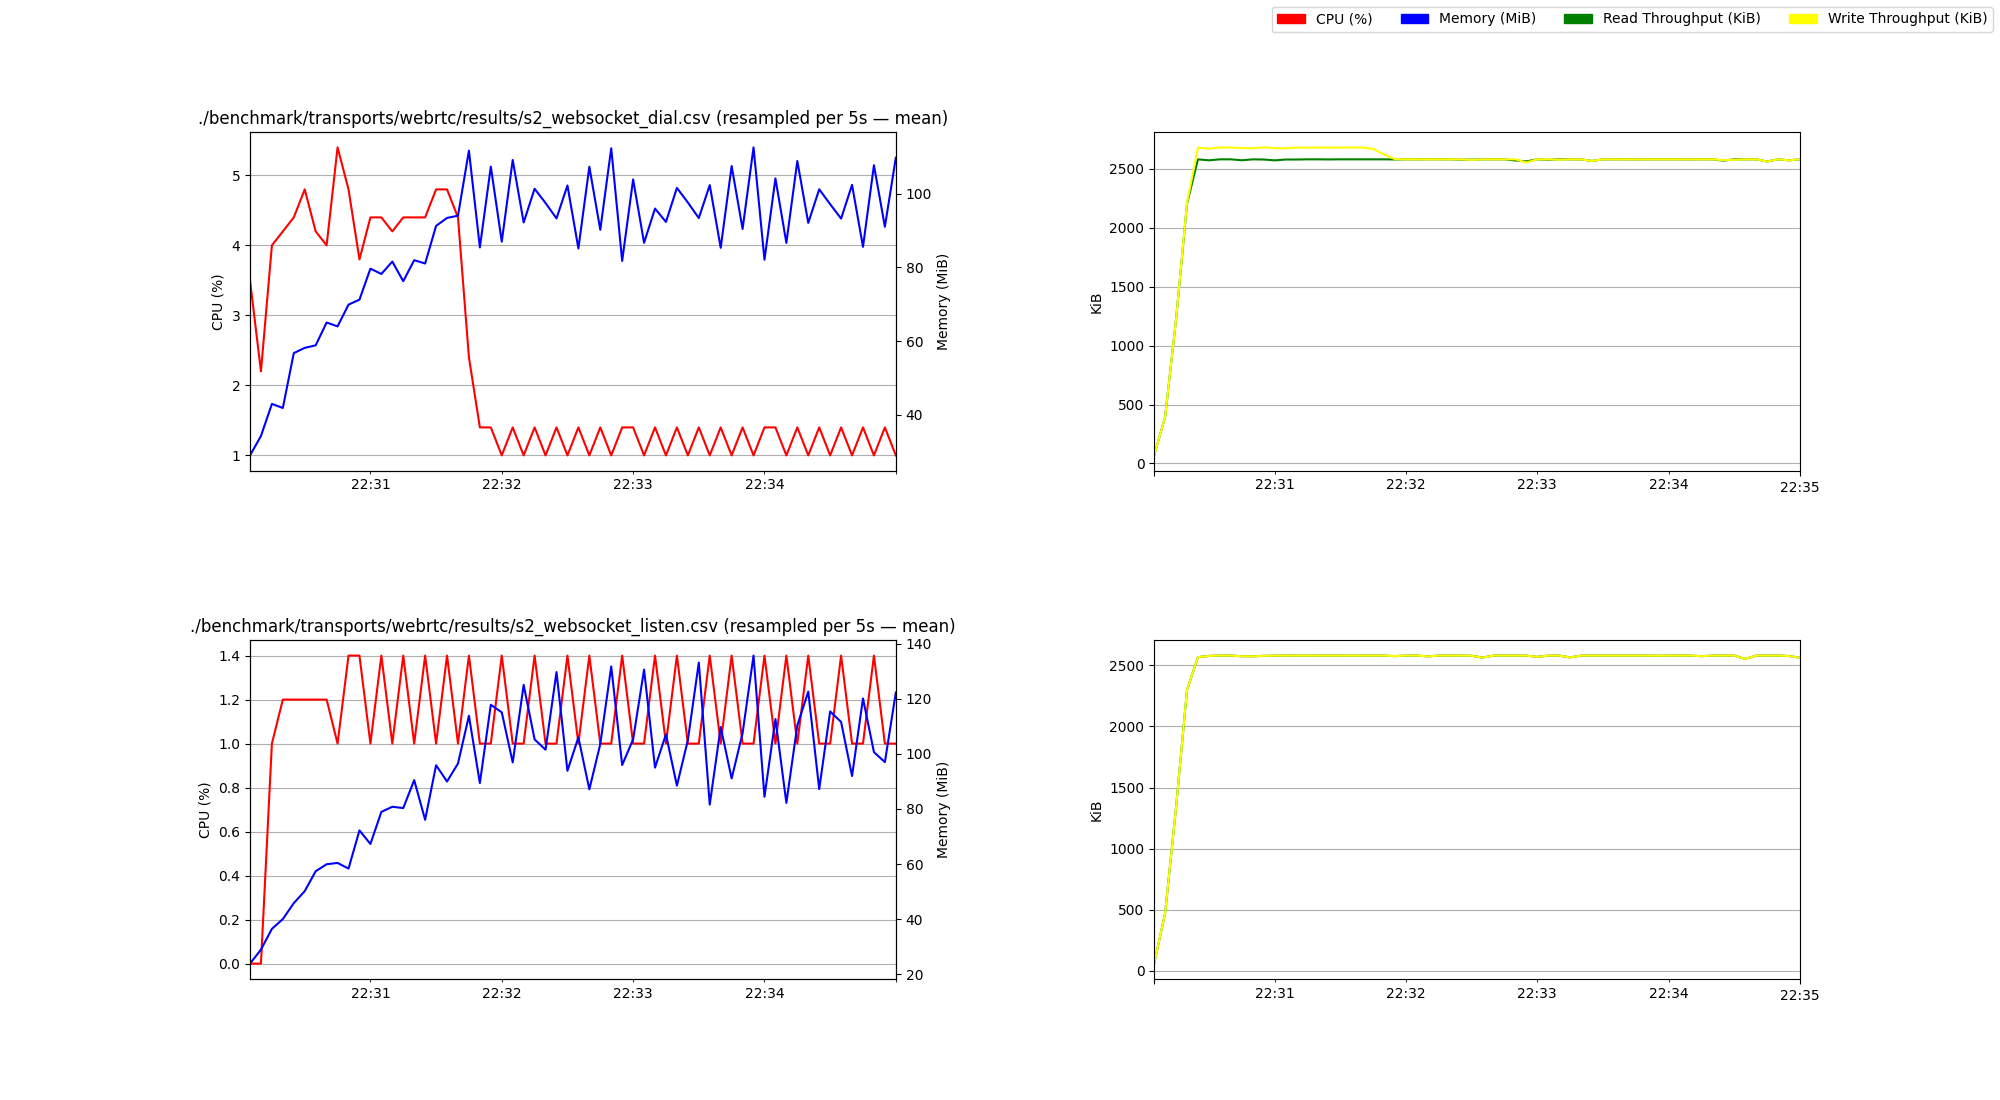 CPU (%) Memory (MiB) Read Throughput (KiB) Write Throughput (KiB)
./benchmark/transports/webrtc/results/s2_websocket_dial.csv (resampled per 5s — mean)
CPU (%)
5
4
3
2
1
100
80
60
40
Memory (MiB)
22:31 22:32 22:33 22:34
KiB
2500
2000
1500
1000
500
0
22:31 22:32 22:33 22:34 22:35
./benchmark/transports/webrtc/results/s2_websocket_listen.csv (resampled per 5s — mean)
CPU (%)
1.4
1.2
1.0
0.8
0.6
0.4
0.2
0.0
140
120
100
80
60
40
20
Memory (MiB)
22:31 22:32 22:33 22:34
KiB
2500
2000
1500
1000
500
0
22:31 22:32 22:33 22:34 22:35